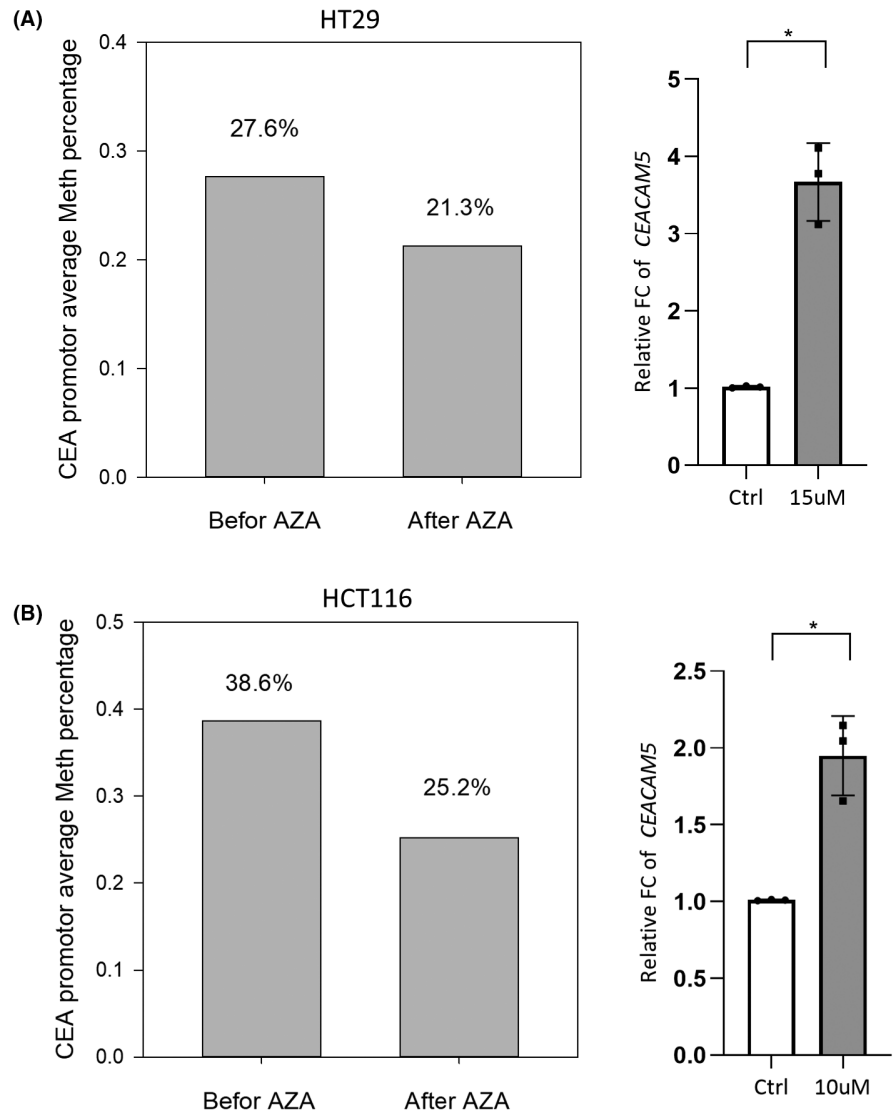 (A)
HT29
CEA promotor average Meth percentage
0.4
0.3
0.2
0.1
0.0
27.6%
21.3%
Befor AZA
After AZA
*
Relative FC of CEACAM5
5
4
3
2
1
0
Ctrl
15uM
(B)
HCT116
CEA promotor average Meth percentage
0.5
0.4
0.3
0.2
0.1
0.0
38.6%
25.2%
Befor AZA
After AZA
*
Relative FC of CEACAM5
2.5
2.0
1.5
1.0
0.5
0.0
Ctrl
10uM